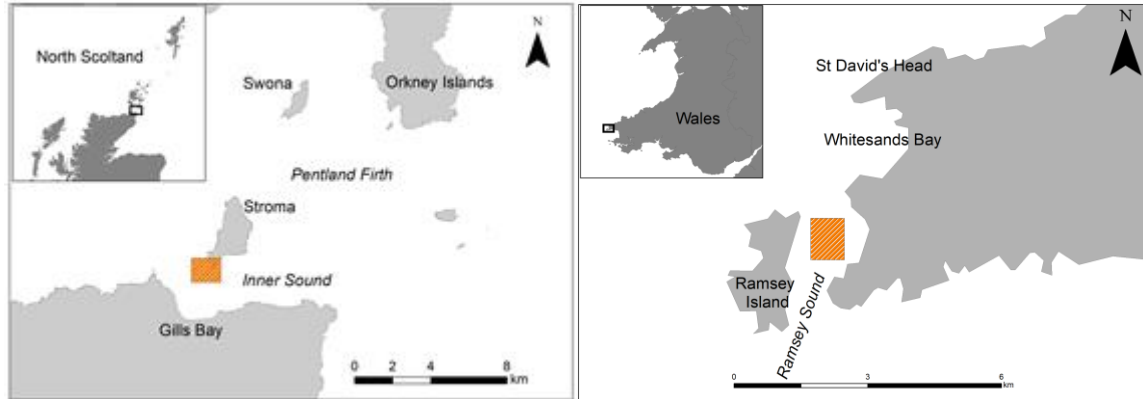 North Scoltand
N
Swona
Orkney Islands
Pentland Firth
Stroma
Inner Sound
Gills Bay
0 2 4 8
km
N
St David's Head
Wales
Whitesands Bay
Ramsey
Island
Ramsey Sound
0 3 6
km